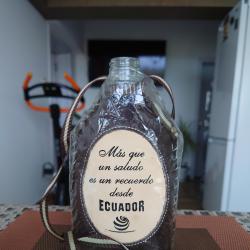 Más que
un saludo
es un recuerdo
desde
ECUADOR